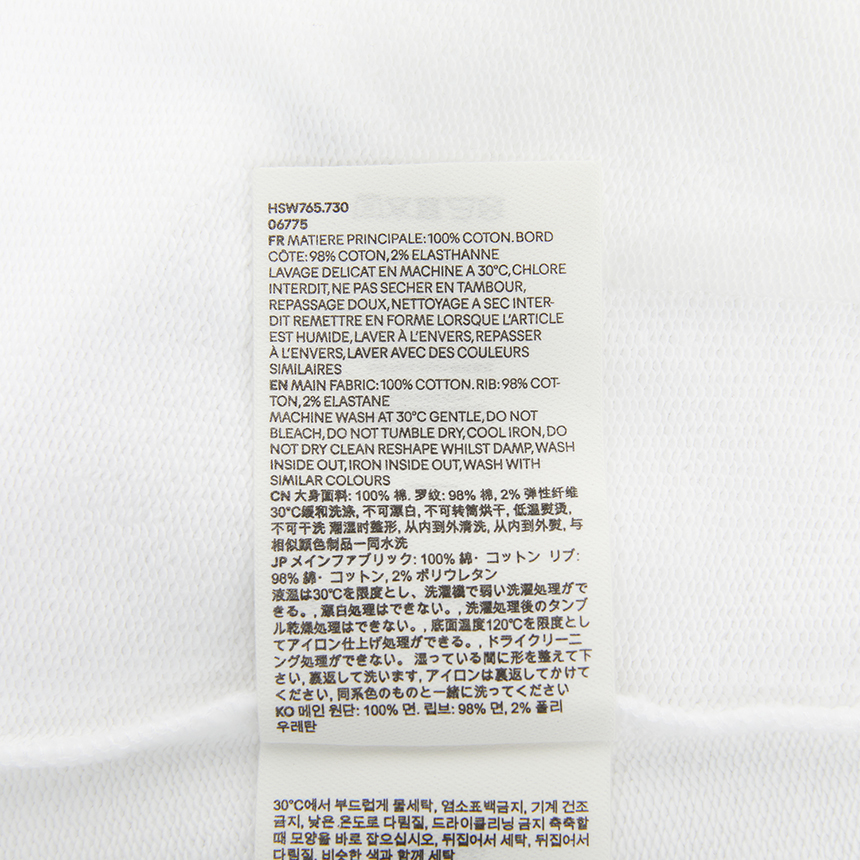 HSW765.730
06775
FR MATIERE PRINCIPALE: 100% COTON. BORD
CÔTE: 98% COTON, 2% ELASTHANNE
LAVAGE DELICAT EN MACHINE A 30°C, CHLORE
INTERDIT, NE PAS SECHER EN TAMBOUR,
REPASSAGE DOUX, NETTOYAGE A SEC INTER-
DIT REMETTRE EN FORME LORSQUE L'ARTICLE
EST HUMIDE, LAVER À L'ENVERS, REPASSER
À L'ENVERS, LAVER AVEC DES COULEURS
SIMILAIRES
EN MAIN FABRIC: 100% COTTON. RIB: 98% COT-
TON, 2% ELASTANE
MACHINE WASH AT 30°C GENTLE, DO NOT
BLEACH, DO NOT TUMBLE DRY, COOL IRON, DO
NOT DRY CLEAN RESHAPE WHILST DAMP, WASH
INSIDE OUT, IRON INSIDE OUT, WASH WITH
SIMILAR COLOURS
CN 大身面料: 100% 棉. 罗纹: 98% 棉, 2% 弹性纤维
30°C緩和洗涤, 不可漂白, 不可转筒烘干, 低温熨烫,
不可干洗 潮湿时整形, 从内到外清洗, 从内到外熨, 与
相似颜色制品一同水洗
JP メインファブリック: 100% 綿・コットン リブ:
98% 綿・コットン, 2% ポリウレタン
液温は30°Cを限度とし、洗濯機で弱い洗濯処理がで
きる。, 漂白処理はできない。, 洗濯処理後のタンブ
ル乾燥処理はできない。, 底面温度120°Cを限度とし
てアイロン仕上げ処理ができる。, ドライクリーニ
ング処理ができない。 湿っている間に形を整えて下
さい, 裏返して洗います, アイロンは裏返してかけて
ください, 同系色のものと一緒に洗ってください
KO 메인 원단: 100% 면. 립브: 98% 면, 2% 폴리
우레탄
30°C에서 부드럽게 물세탁, 염소표백금지, 기계 건조
금지, 낮은 온도로 다림질, 드라이클리닝 금지 축축할
때 모양을 바로 잡으십시오, 뒤집어서 세탁, 뒤집어서
다림질, 비슷한 색과 함께 세탁